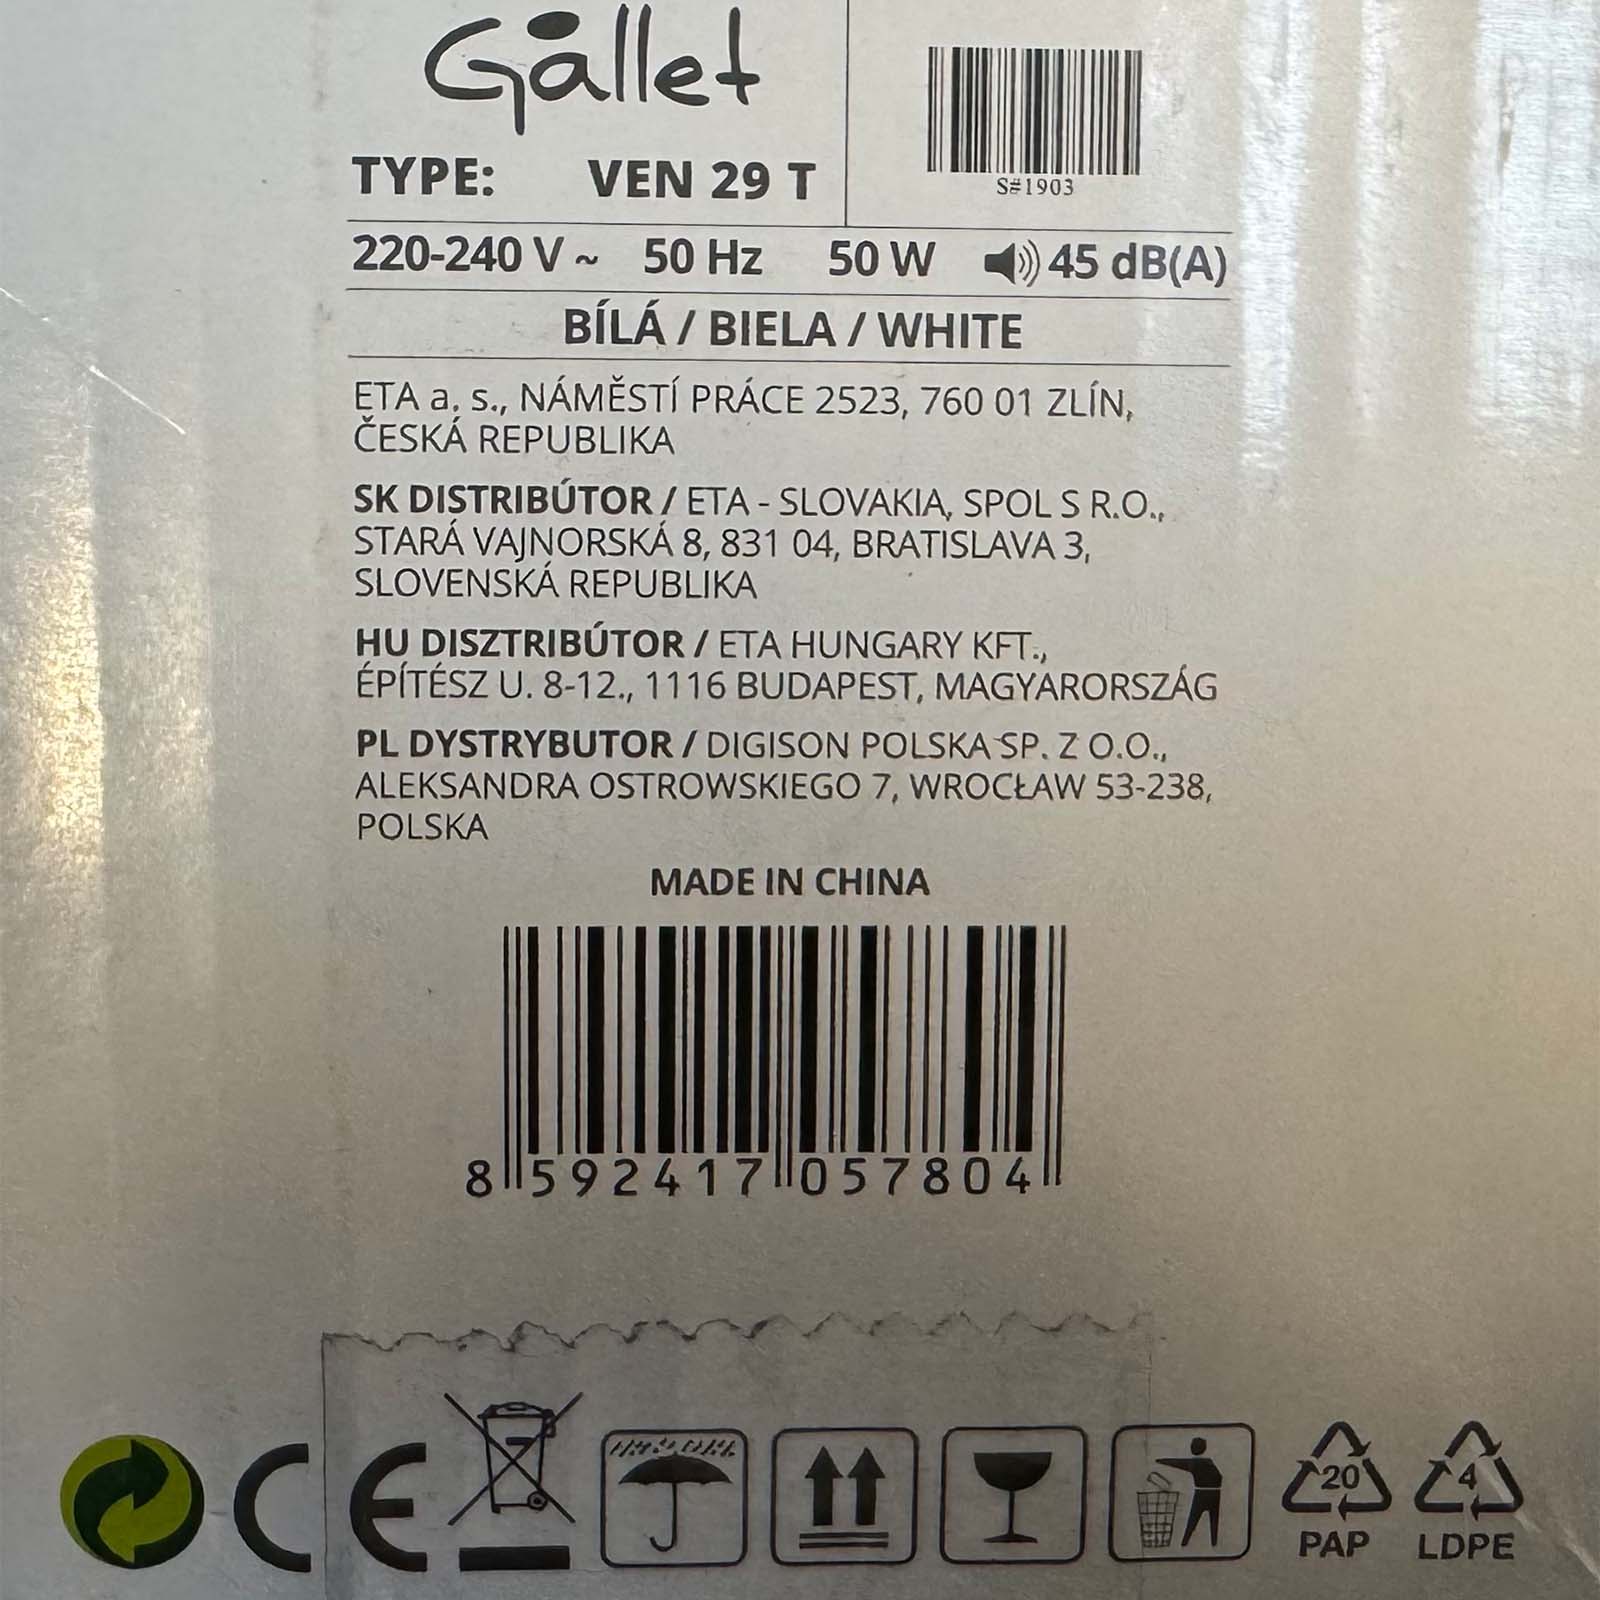 Gallet
S#1903
TYPE: VEN 29 T
220-240 V ~ 50 Hz 50 W 45 dB(A)
BÍLÁ / BIELA / WHITE
ETA a. s., NÁMĚSTÍ PRÁCE 2523, 760 01 ZLÍN,
ČESKÁ REPUBLIKA
SK DISTRIBÚTOR / ETA - SLOVAKIA, SPOL S R.O.,
STARÁ VAJNORSKÁ 8, 831 04, BRATISLAVA 3,
SLOVENSKÁ REPUBLIKA
HU DISZTRIBÚTOR / ETA HUNGARY KFT.,
ÉPÍTÉSZ U. 8-12., 1116 BUDAPEST, MAGYARORSZÁG
PL DYSTRYBUTOR / DIGISON POLSKA SP. Z O.O.,
ALEKSANDRA OSTROWSKIEGO 7, WROCŁAW 53-238,
POLSKA
MADE IN CHINA
8 592417 057804
CE
20
PAP
4
LDPE